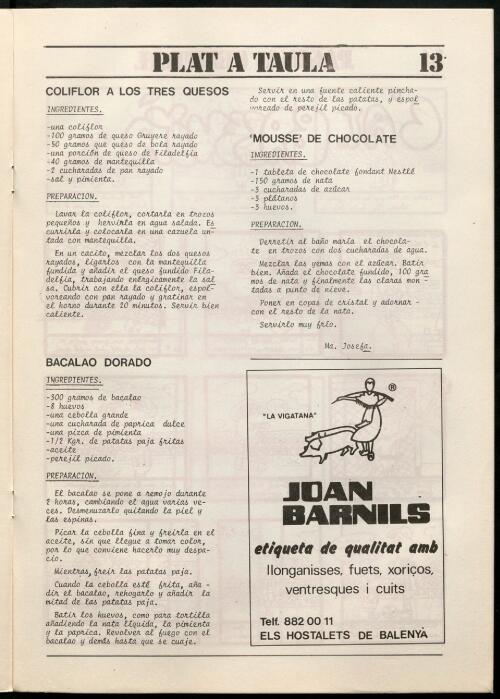 PLAT A TAULA 13
COLIFLOR A LOS TRES QUESOS
INGREDIENTES.
-una coliflor
-100 gramos de queso Gruyere rayado
-50 gramos que queso de bola rayado
-una porción de queso de Filadelfia
-40 gramos de mantequilla
-2 cucharadas de pan rayado
-sal y pimienta.
PREPARACION.
Lavar la coliflor, cortarla en trozos
pequeños y hervirla en agua salada. Es
currirla y colocarla en una cazuela un-
tada con mantequilla.
En un cacito, mezclar los dos quesos
rayados, ligarlos con la mantequilla
fundida y añadir el queso fundido Fila-
delfia, trabajando enérgicamente la sal
sa. Cubrir con ella la coliflor, espol-
voreando con pan rayado y gratinar en
el horno durante 20 minutos. Servir bien
caliente.
BACALAO DORADO
INGREDIENTES.
-300 gramos de bacalao
-8 huevos
-una cebolla grande
-una cucharada de paprica dulce
-una pizca de pimienta
-1/2 Kgr. de patatas paja fritas
-aceite
-perejil picado.
PREPARACION.
El bacalao se pone a remojo durante
8 horas, cambiando el agua varias ve-
ces. Desmenuzarlo quitando la piel y
las espinas.
Picar la cebolla fina y freirla en el
aceite, sin que llegue a tomar color,
por lo que conviene hacerlo muy despa-
cio.
Mientras, freir las patatas paja.
Cuando la cebolla esté frita, aña -
dir el bacalao, rehogarlo y añadir la
mitad de las patatas paja.
Batir los huevos, como para tortilla
añadiendo la nata líquida, la pimienta
y la paprica. Revolver al fuego con el
bacalao y demás hasta que se cuaje.
Servir en una fuente caliente pincha-
do con el resto de las patatas, y espol
voreado de perejil picado.
'MOUSSE' DE CHOCOLATE
INGREDIENTES.
-1 tableta de chocolate fondant Nestlé
-150 gramos de nata
-3 cucharadas de azúcar
-3 plátanos
-3 huevos.
PREPARACION.
Derretir al baño maría el chocola-
te en trozos con dos cucharadas de agua.
Mezclar las yemas con el azúcar. Batir
bien. Añada el chocolate fundido, 100 gra
mos de nata y finalmente las claras mon -
tadas a punto de nieve.
Poner en copas de cristal y adornar -
con el resto de la nata.
Servirlo muy frío.
Ma. Josefa.
"LA VIGATANA"
®
JOAN
BARNILS
etiqueta de qualitat amb
llonganisses, fuets, xoriços,
ventresques i cuits
Telf. 882 00 11
ELS HOSTALETS DE BALENYÀ